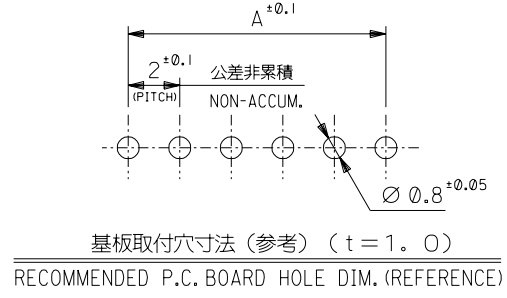 A ±0.1
2 ±0.1 公差非累積
(PITCH) NON-ACCUM.
Ø 0.8 ±0.05
基板取付穴寸法 (参考) (t=1. 0)
RECOMMENDED P.C.BOARD HOLE DIM.(REFERENCE)